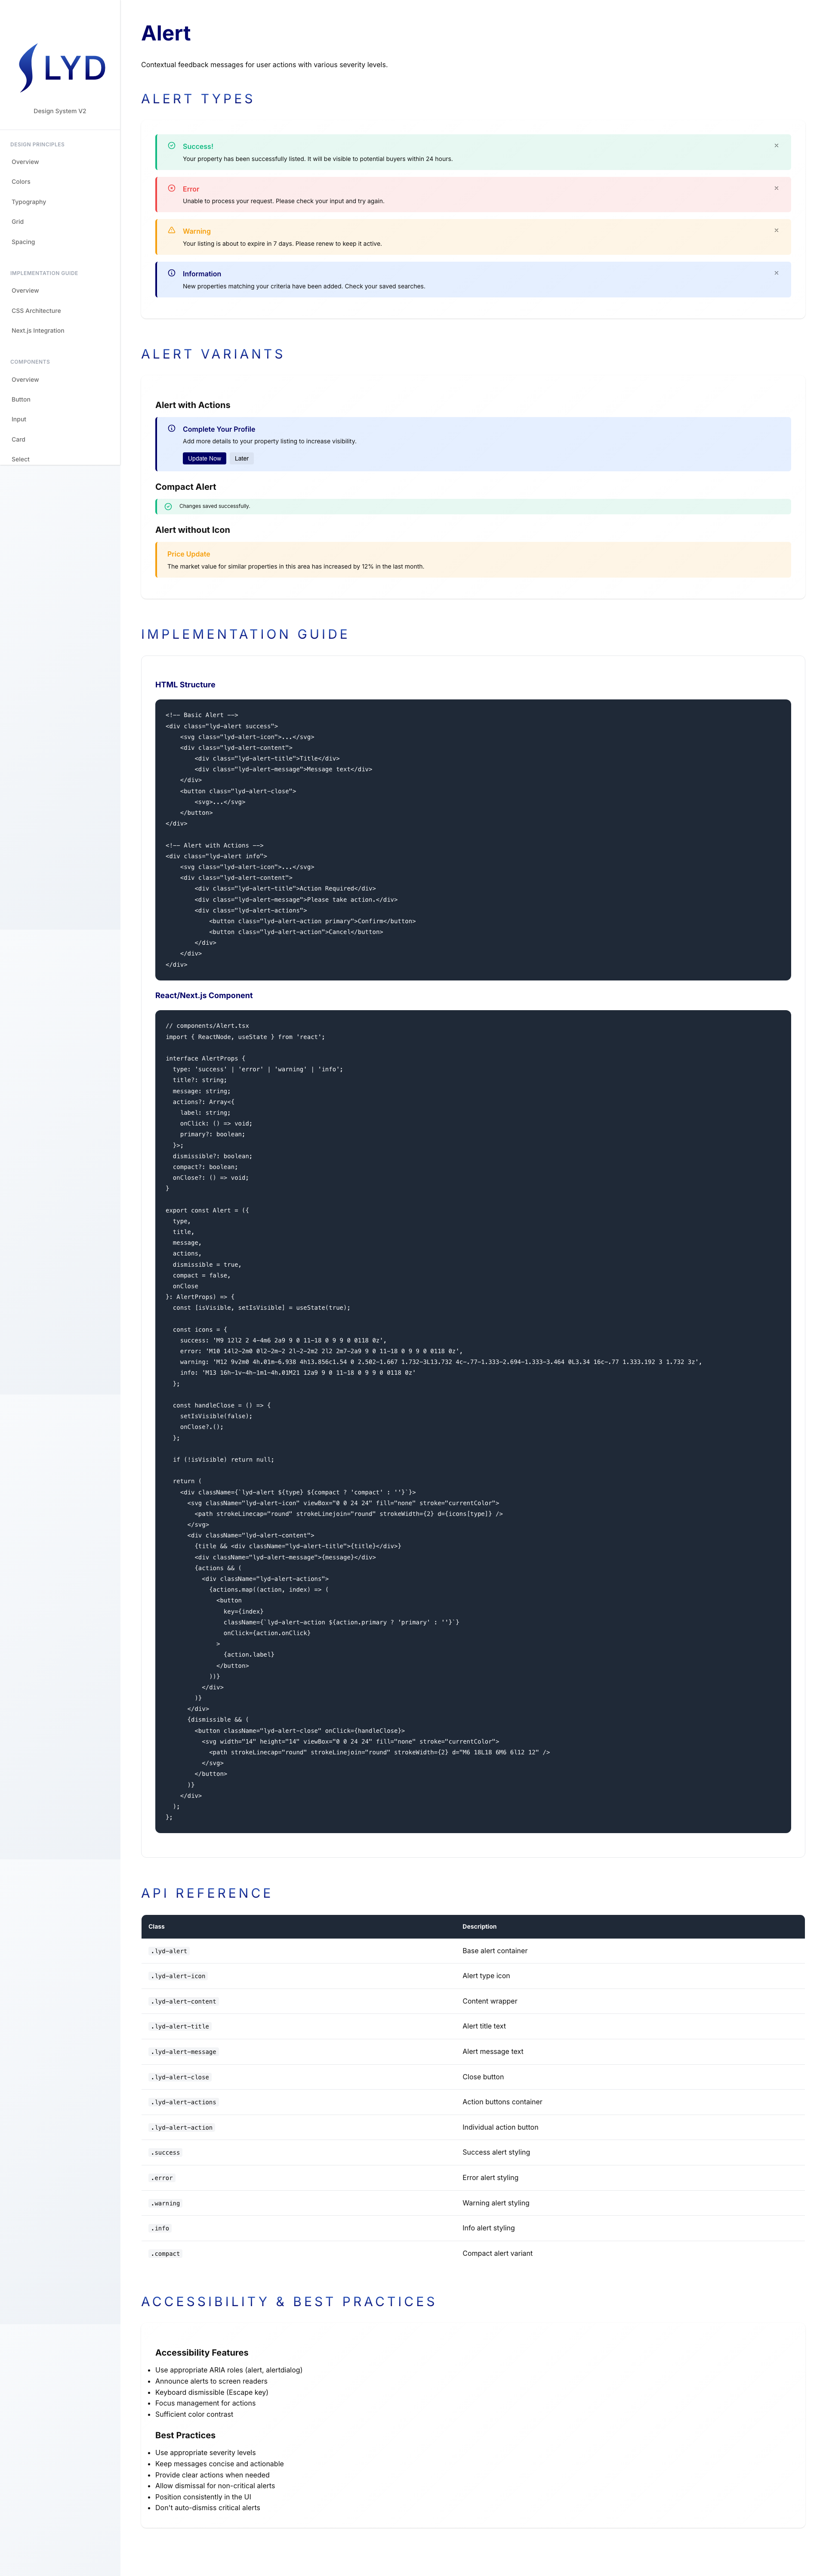 LYD
Design System V2
DESIGN PRINCIPLES
Overview
Colors
Typography
Grid
Spacing
IMPLEMENTATION GUIDE
Overview
CSS Architecture
Next.js Integration
COMPONENTS
Overview
Button
Input
Card
Select
Alert
Contextual feedback messages for user actions with various severity levels.
ALERT TYPES
Success!
Your property has been successfully listed. It will be visible to potential buyers within 24 hours.
Error
Unable to process your request. Please check your input and try again.
Warning
Your listing is about to expire in 7 days. Please renew to keep it active.
Information
New properties matching your criteria have been added. Check your saved searches.
ALERT VARIANTS
Alert with Actions
Complete Your Profile
Add more details to your property listing to increase visibility.
Update Now Later
Compact Alert
Changes saved successfully.
Alert without Icon
Price Update
The market value for similar properties in this area has increased by 12% in the last month.
IMPLEMENTATION GUIDE
HTML Structure
<!-- Basic Alert -->
<div class="lyd-alert success">
    <svg class="lyd-alert-icon">...</svg>
    <div class="lyd-alert-content">
        <div class="lyd-alert-title">Title</div>
        <div class="lyd-alert-message">Message text</div>
    </div>
    <button class="lyd-alert-close">
        <svg>...</svg>
    </button>
</div>
<!-- Alert with Actions -->
<div class="lyd-alert info">
    <svg class="lyd-alert-icon">...</svg>
    <div class="lyd-alert-content">
        <div class="lyd-alert-title">Action Required</div>
        <div class="lyd-alert-message">Please take action.</div>
        <div class="lyd-alert-actions">
            <button class="lyd-alert-action primary">Confirm</button>
            <button class="lyd-alert-action">Cancel</button>
        </div>
    </div>
</div>
React/Next.js Component
// components/Alert.tsx
import { ReactNode, useState } from 'react';
interface AlertProps {
  type: 'success' | 'error' | 'warning' | 'info';
  title?: string;
  message: string;
  actions?: Array<{
    label: string;
    onClick: () => void;
    primary?: boolean;
  }>;
  dismissible?: boolean;
  compact?: boolean;
  onClose?: () => void;
}
export const Alert = ({
  type,
  title,
  message,
  actions,
  dismissible = true,
  compact = false,
  onClose
}: AlertProps) => {
  const [isVisible, setIsVisible] = useState(true);
  const icons = {
    success: 'M9 12l2 2 4-4m6 2a9 9 0 11-18 0 9 9 0 0118 0z',
    error: 'M10 14l2-2m0 0l2-2m-2 2l-2-2m2 2l2 2m7-2a9 9 0 11-18 0 9 9 0 0118 0z',
    warning: 'M12 9v2m0 4h.01m-6.938 4h13.856c1.54 0 2.502-1.667 1.732-3L13.732 4c-.77-1.333-2.694-1.333-3.464 0L3.34 16c-.77 1.333.192 3 1.732 3z',
    info: 'M13 16h-1v-4h-1m1-4h.01M21 12a9 9 0 11-18 0 9 9 0 0118 0z'
  };
  const handleClose = () => {
    setIsVisible(false);
    onClose?.();
  };
  if (!isVisible) return null;
  return (
    <div className={`lyd-alert ${type} ${compact ? 'compact' : ''}`}>
      <svg className="lyd-alert-icon" viewBox="0 0 24 24" fill="none" stroke="currentColor">
        <path strokeLinecap="round" strokeLinejoin="round" strokeWidth={2} d={icons[type]} />
      </svg>
      <div className="lyd-alert-content">
        {title && <div className="lyd-alert-title">{title}</div>}
        <div className="lyd-alert-message">{message}</div>
        {actions && (
          <div className="lyd-alert-actions">
            {actions.map((action, index) => (
              <button
                key={index}
                className={`lyd-alert-action ${action.primary ? 'primary' : ''}`}
                onClick={action.onClick}
              >
                {action.label}
              </button>
            ))}
          </div>
        )}
      </div>
      {dismissible && (
        <button className="lyd-alert-close" onClick={handleClose}>
          <svg width="14" height="14" viewBox="0 0 24 24" fill="none" stroke="currentColor">
            <path strokeLinecap="round" strokeLinejoin="round" strokeWidth={2} d="M6 18L18 6M6 6l12 12" />
          </svg>
        </button>
      )}
    </div>
  );
};
API REFERENCE
Class Description
.lyd-alert Base alert container
.lyd-alert-icon Alert type icon
.lyd-alert-content Content wrapper
.lyd-alert-title Alert title text
.lyd-alert-message Alert message text
.lyd-alert-close Close button
.lyd-alert-actions Action buttons container
.lyd-alert-action Individual action button
.success Success alert styling
.error Error alert styling
.warning Warning alert styling
.info Info alert styling
.compact Compact alert variant
ACCESSIBILITY & BEST PRACTICES
Accessibility Features
• Use appropriate ARIA roles (alert, alertdialog)
• Announce alerts to screen readers
• Keyboard dismissible (Escape key)
• Focus management for actions
• Sufficient color contrast
Best Practices
• Use appropriate severity levels
• Keep messages concise and actionable
• Provide clear actions when needed
• Allow dismissal for non-critical alerts
• Position consistently in the UI
• Don't auto-dismiss critical alerts